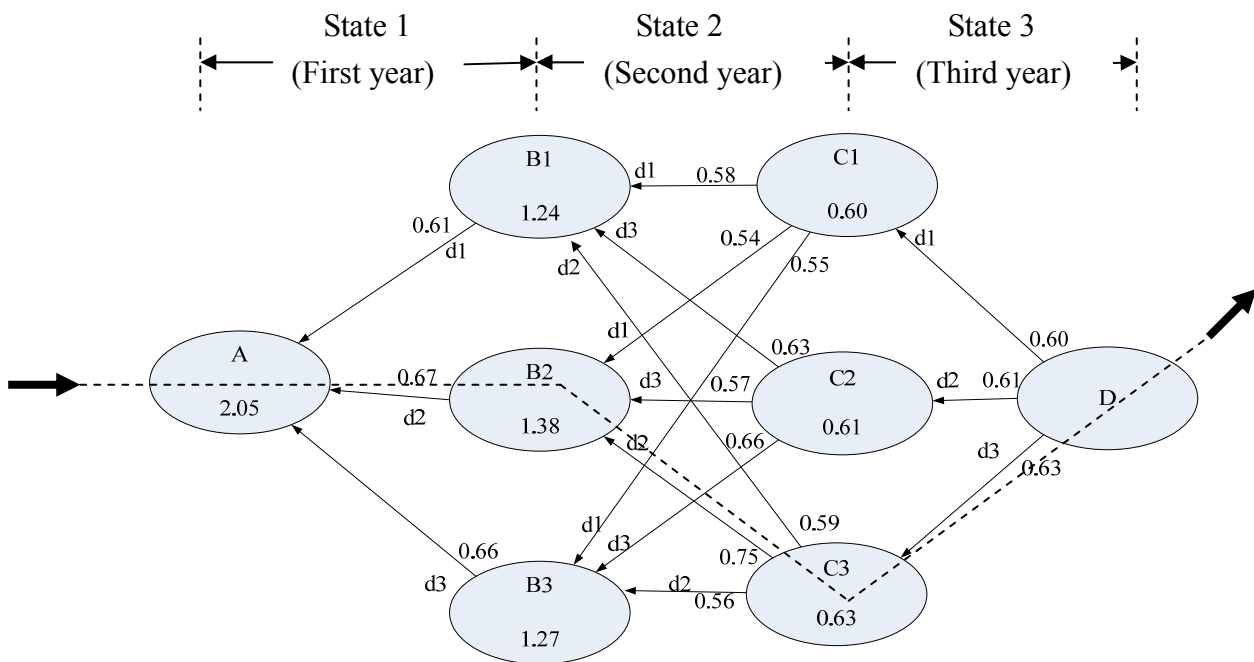 State 1
State 2
State 3
(First year)
(Second year)
(Third year)
B1
C1
d1
0.58
1.24
0.60
0.61
d1
d3
0.54
d1
d2
0.55
A
d1
B2
0.63
C2
0.60
0.67
d3
0.57
d2
0.61
D
2.05
d2
1.38
0.61
d2
0.66
d3
0.63
d1
0.59
0.66
d3
0.75
C3
d3
B3
d2
0.56
0.63
1.27